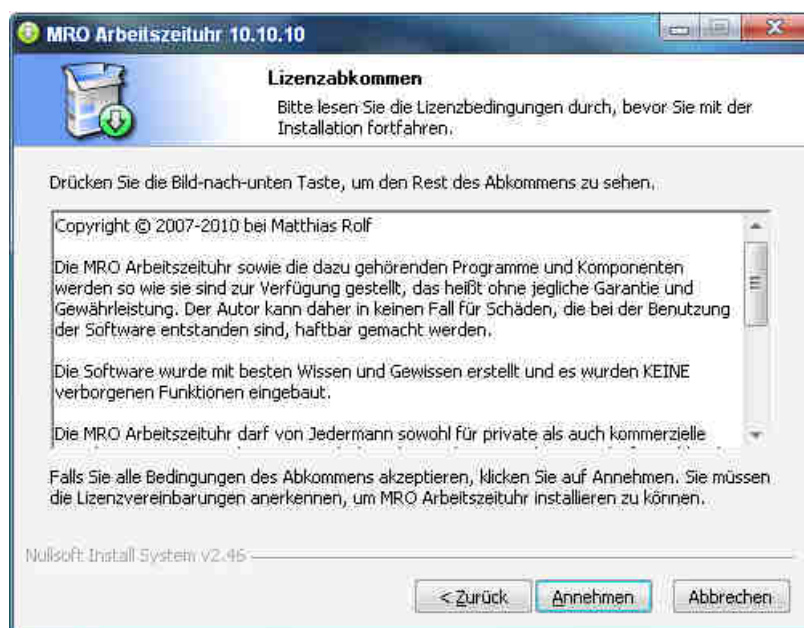 MRO Arbeitszeituhr 10.10.10
Lizenzabkommen
Bitte lesen Sie die Lizenzbedingungen durch, bevor Sie mit der
Installation fortfahren.
Drücken Sie die Bild-nach-unten Taste, um den Rest des Abkommens zu sehen.
Copyright © 2007-2010 bei Matthias Rolf
Die MRO Arbeitszeituhr sowie die dazu gehörenden Programme und Komponenten
werden so wie sie sind zur Verfügung gestellt, das heißt ohne jegliche Garantie und
Gewährleistung. Der Autor kann daher in keinen Fall für Schäden, die bei der Benutzung
der Software entstanden sind, haftbar gemacht werden.
Die Software wurde mit besten Wissen und Gewissen erstellt und es wurden KEINE
verborgenen Funktionen eingebaut.
Die MRO Arbeitszeituhr darf von Jedermann sowohl für private als auch kommerzielle
Falls Sie alle Bedingungen des Abkommens akzeptieren, klicken Sie auf Annehmen. Sie müssen
die Lizenzvereinbarungen anerkennen, um MRO Arbeitszeituhr installieren zu können.
Nullsoft Install System v2.46
< Zurück
Annehmen
Abbrechen